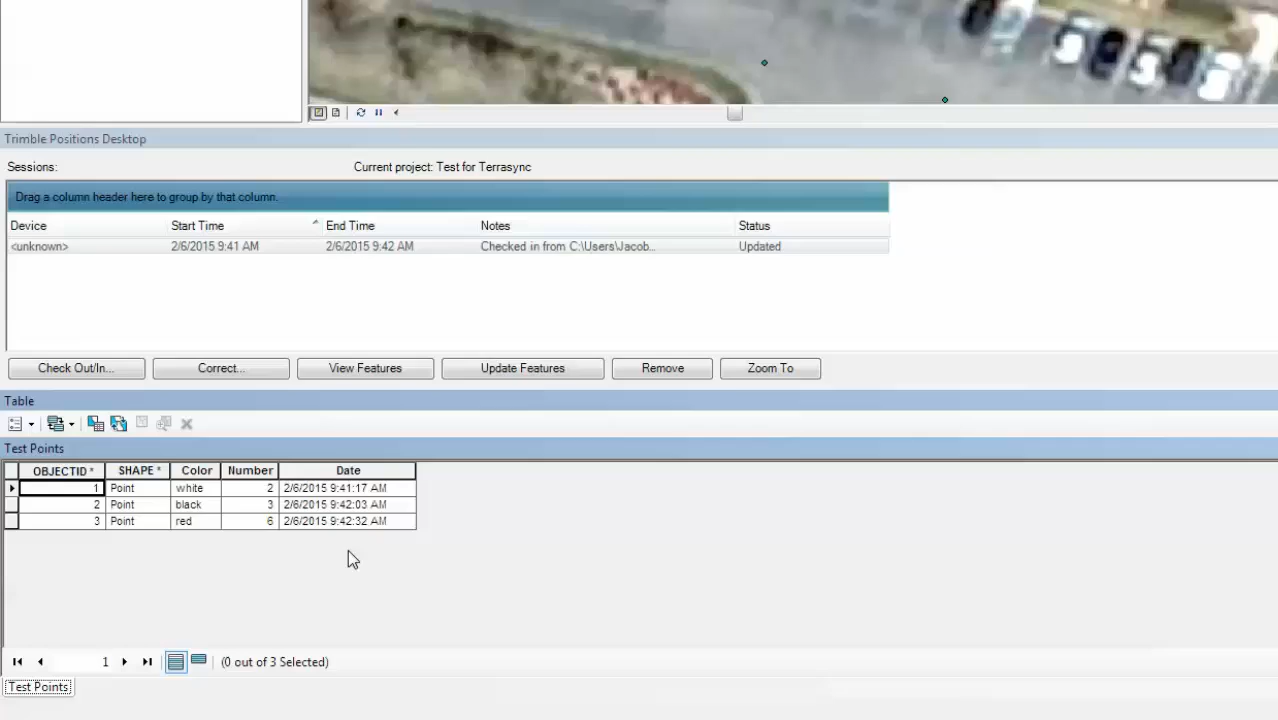 Trimble Positions Desktop
Sessions: Current project: Test for Terrasync
Drag a column header here to group by that column.
Device Start Time End Time Notes Status
<unknown> 2/6/2015 9:41 AM 2/6/2015 9:42 AM Checked in from C:\Users\Jacob... Updated
Check Out/In... Correct... View Features Update Features Remove Zoom To
Table
Test Points
OBJECTID * SHAPE * Color Number Date
1 Point white 2 2/6/2015 9:41:17 AM
2 Point black 3 2/6/2015 9:42:03 AM
3 Point red 6 2/6/2015 9:42:32 AM
1 (0 out of 3 Selected)
Test Points